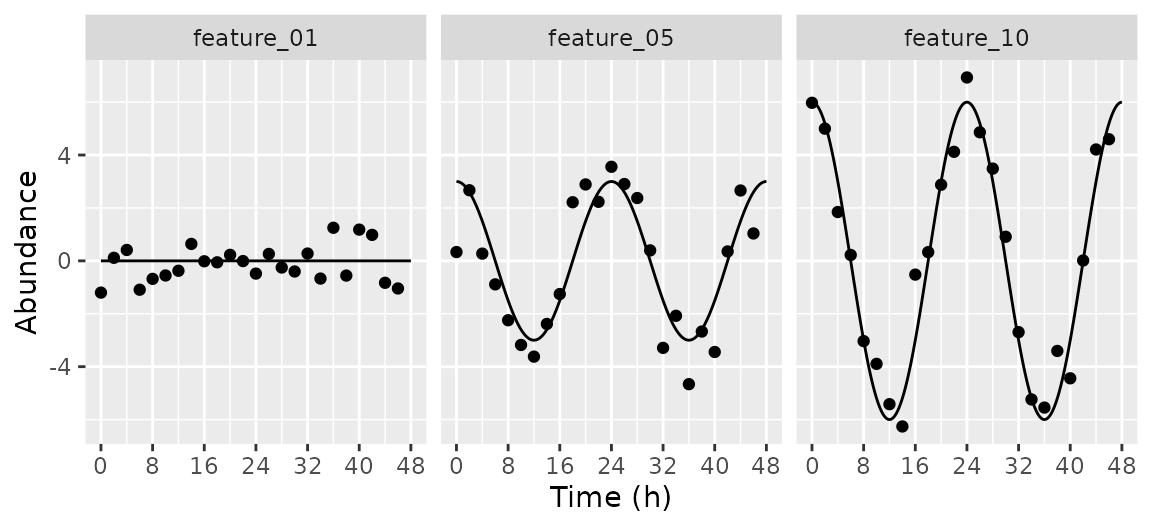 feature_01 feature_05 feature_10
Abundance
4
0
-4
0 8 16 24 32 40 48 0 8 16 24 32 40 48 0 8 16 24 32 40 48
Time (h)